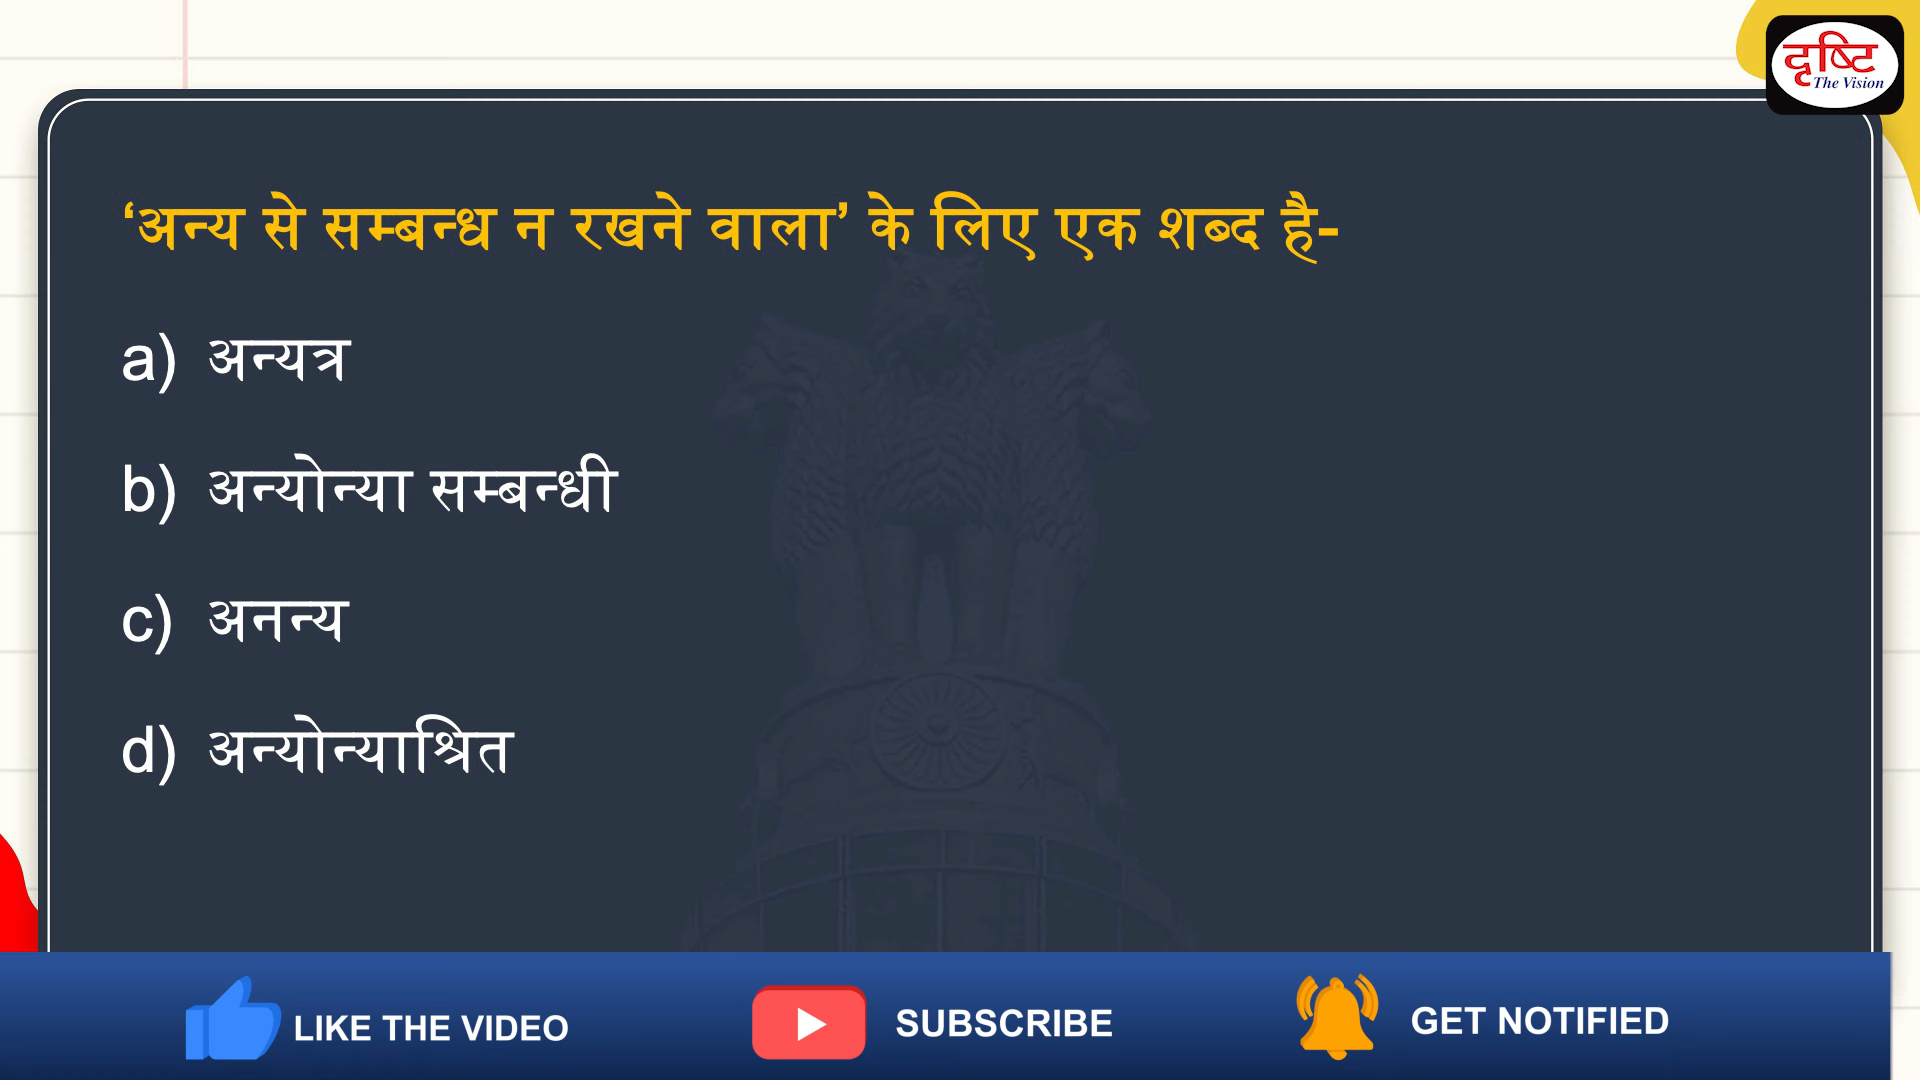 दृष्टि
The Vision
‘अन्य से सम्बन्ध न रखने वाला’ के लिए एक शब्द है-
a) अन्यत्र
b) अन्योन्या सम्बन्धी
c) अनन्य
d) अन्योन्याश्रित
LIKE THE VIDEO
SUBSCRIBE
GET NOTIFIED